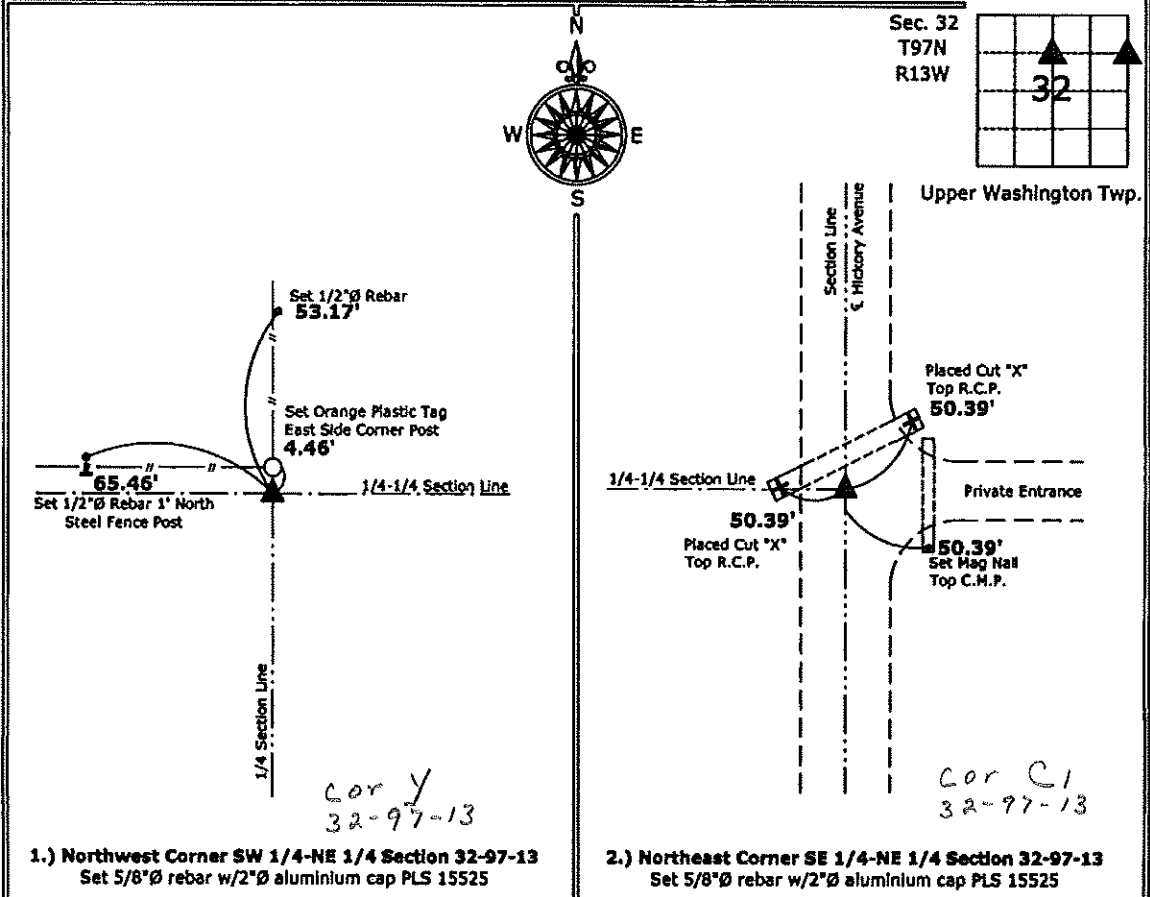 N
W
E
S
Sec. 32
T97N
R13W
32
Upper Washington Twp.
Set 1/2"Ø Rebar
53.17'
Set Orange Plastic Tag
East Side Corner Post
4.46'
65.46'
Set 1/2"Ø Rebar 1' North
Steel Fence Post
1/4-1/4 Section Line
1/4 Section Line
cor Y
32-97-13
1.) Northwest Corner SW 1/4-NE 1/4 Section 32-97-13
Set 5/8"Ø rebar w/2"Ø aluminium cap PLS 15525
Section Line
℄ Hickory Avenue
Placed Cut "X"
Top R.C.P.
50.39'
1/4-1/4 Section Line
Private Entrance
50.39'
Placed Cut "X"
Top R.C.P.
50.39'
Set Mag Nail
Top C.M.P.
cor C1
32-97-13
2.) Northeast Corner SE 1/4-NE 1/4 Section 32-97-13
Set 5/8"Ø rebar w/2"Ø aluminium cap PLS 15525